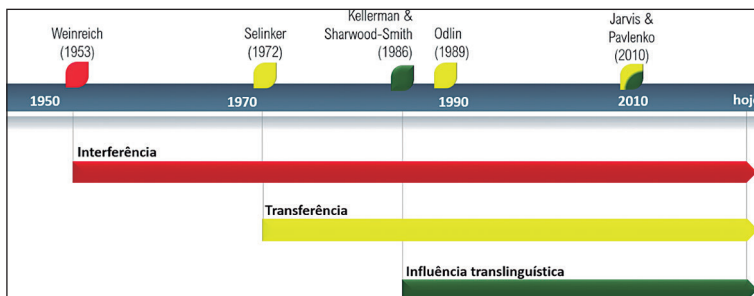 Weinreich
(1953)
Selinker
(1972)
Kellerman &
Sharwood-Smith
(1986)
Odlin
(1989)
Jarvis &
Pavlenko
(2010)
1950
1970
1990
2010
hoje
Interferência
Transferência
Influência translinguística